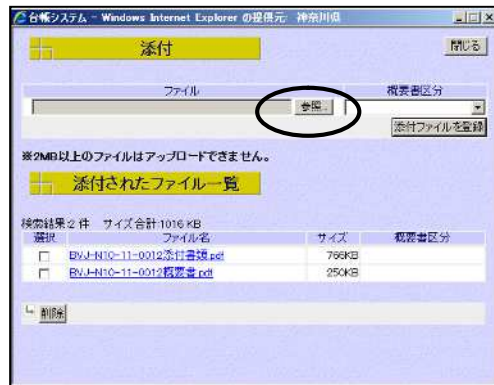 台帳システム - Windows Internet Explorer の提供元: 神奈川県
添付
閉じる
ファイル 概要書区分
参照...
添付ファイルを登録
※2MB以上のファイルはアップロードできません。
添付されたファイル一覧
検索結果:2 件 サイズ合計:1016 KB
選択 ファイル名 サイズ 概要書区分
BVJ-N10-11-0012添付書類.pdf 766KB
BVJ-N10-11-0012概要書.pdf 250KB
削除